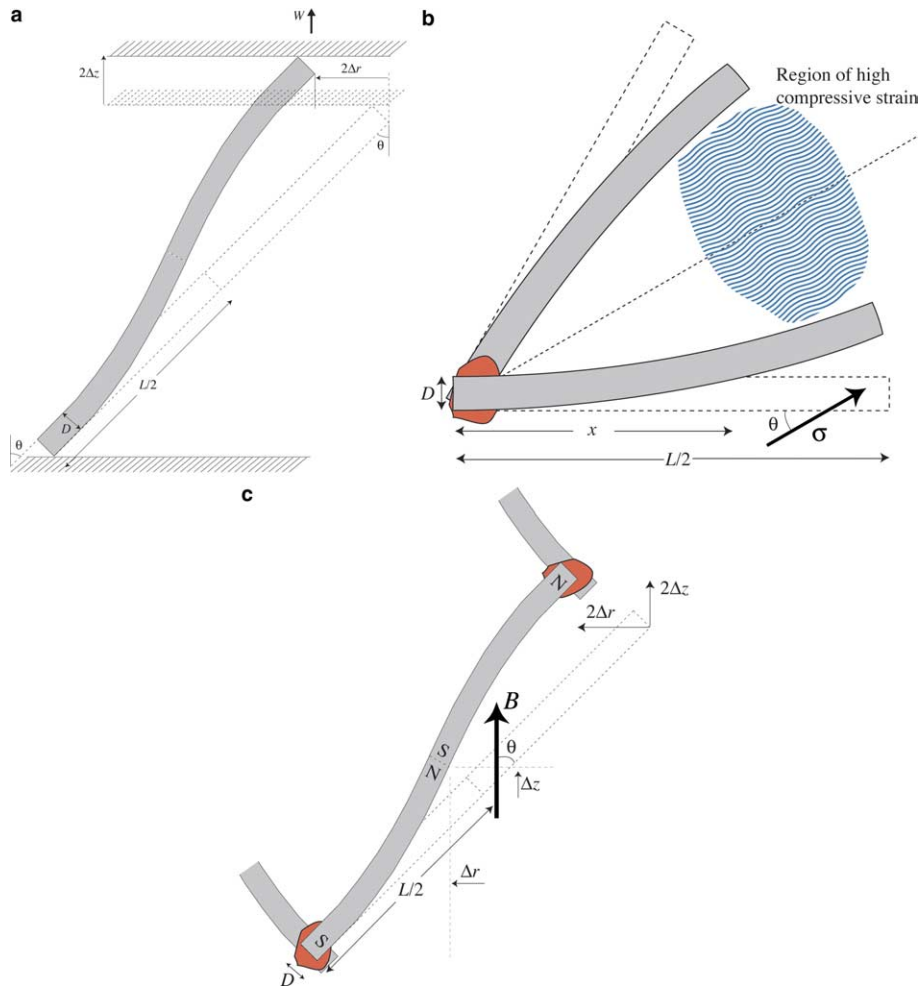 a
W
2Δz
2Δr
θ
L/2
D
θ
b
Region of high
compressive strain
D
x
L/2
θ
σ
c
N
2Δz
2Δr
B
θ
S
N
Δz
L/2
Δr
S
D